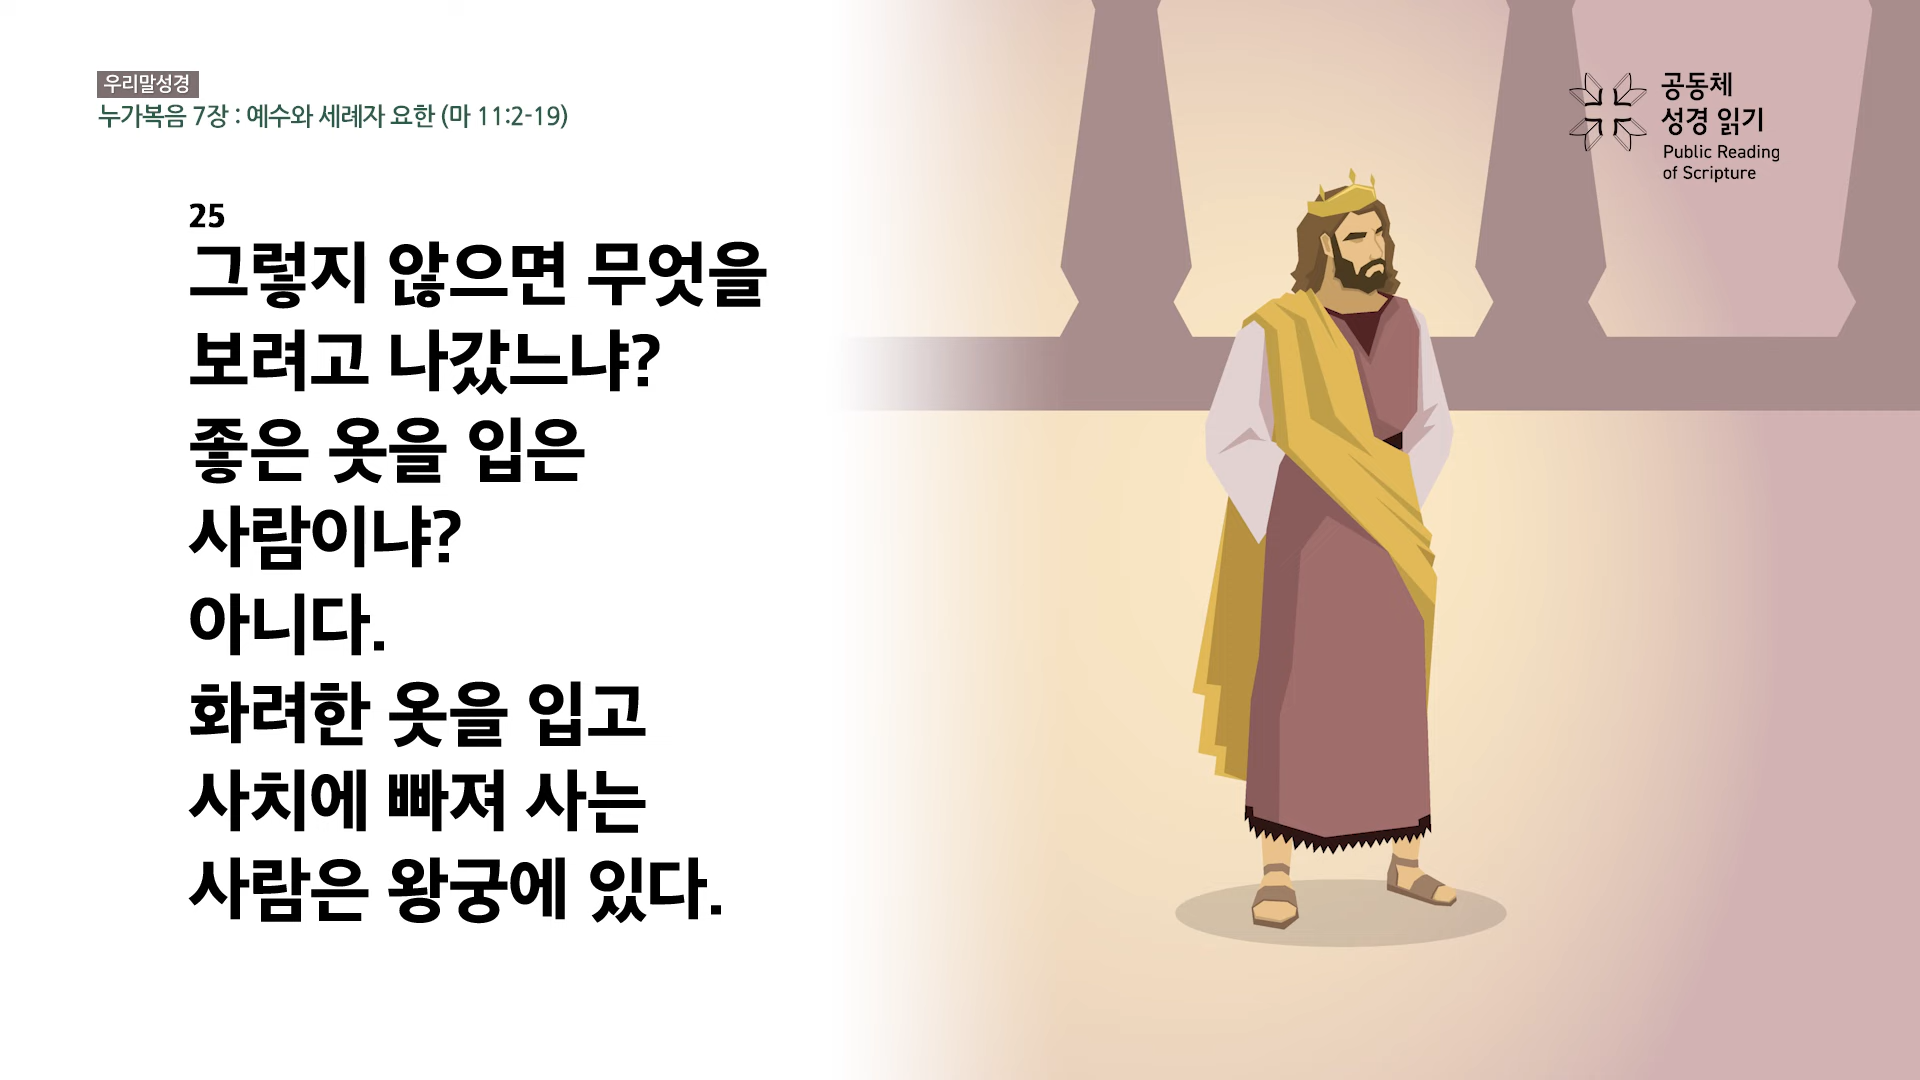 우리말성경
누가복음 7장 : 예수와 세례자 요한 (마 11:2-19)
공동체
성경 읽기
Public Reading
of Scripture
25
그렇지 않으면 무엇을
보려고 나갔느냐?
좋은 옷을 입은
사람이냐?
아니다.
화려한 옷을 입고
사치에 빠져 사는
사람은 왕궁에 있다.